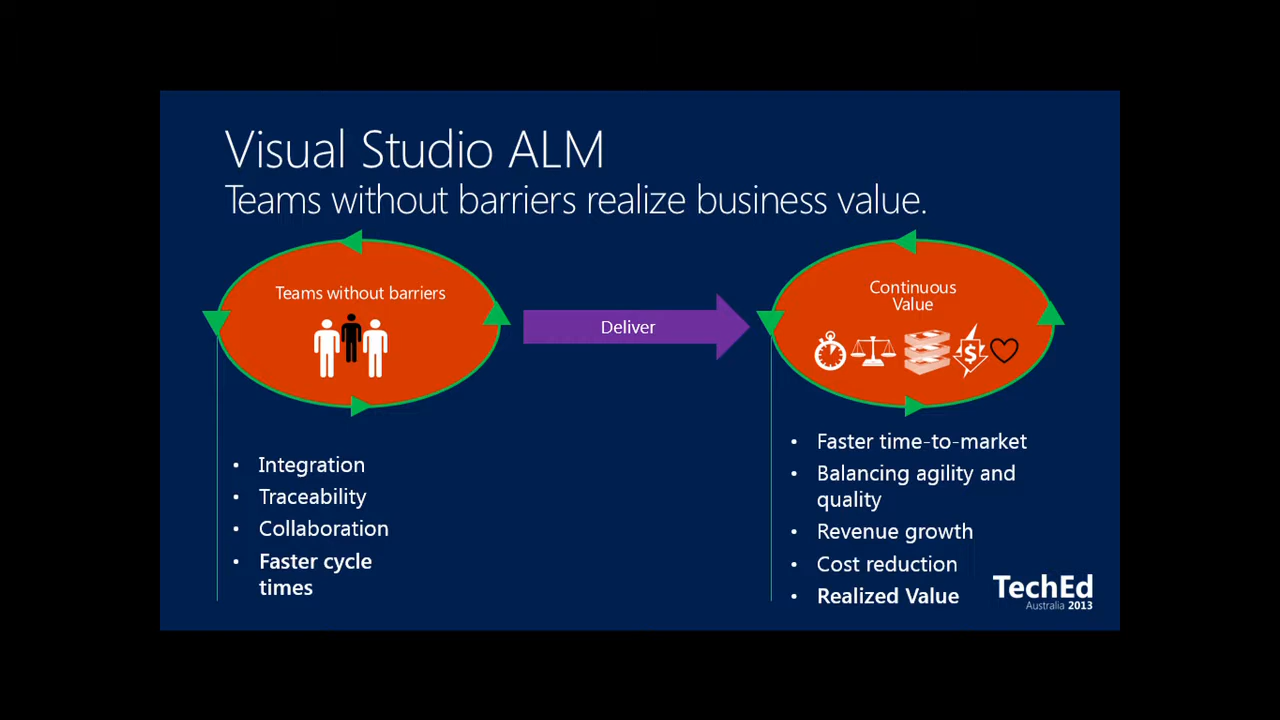 Visual Studio ALM
Teams without barriers realize business value.
Teams without barriers
Deliver
Continuous
Value
$
• Integration
• Traceability
• Collaboration
• Faster cycle
times
• Faster time-to-market
• Balancing agility and
quality
• Revenue growth
• Cost reduction
• Realized Value
TechEd
Australia 2013